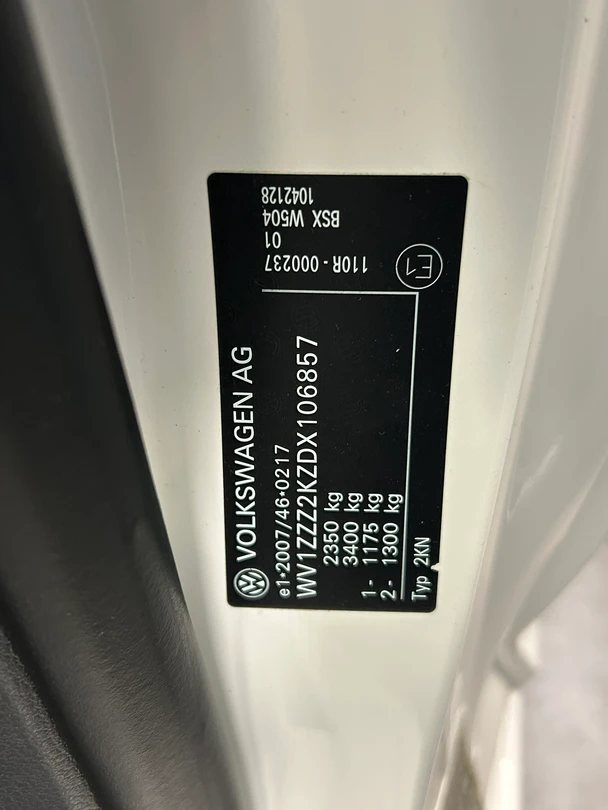 VOLKSWAGEN AG
e1*2007/46*0217
WV1ZZZ2KZDX106857
2350 kg
3400 kg
1- 1175 kg
2- 1300 kg
Typ 2KN
E1
110R-000237
01
BSX W504
1042128